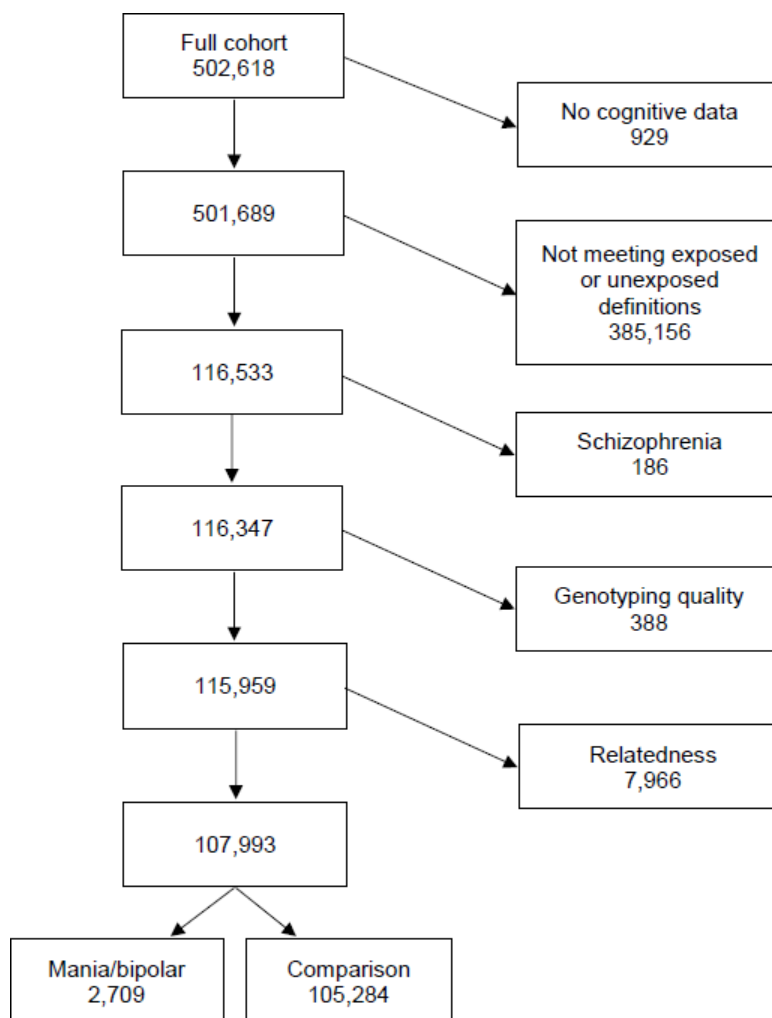 Full cohort
502,618
No cognitive data
929
501,689
Not meeting exposed
or unexposed
definitions
385,156
116,533
Schizophrenia
186
116,347
Genotyping quality
388
115,959
Relatedness
7,966
107,993
Mania/bipolar
2,709
Comparison
105,284